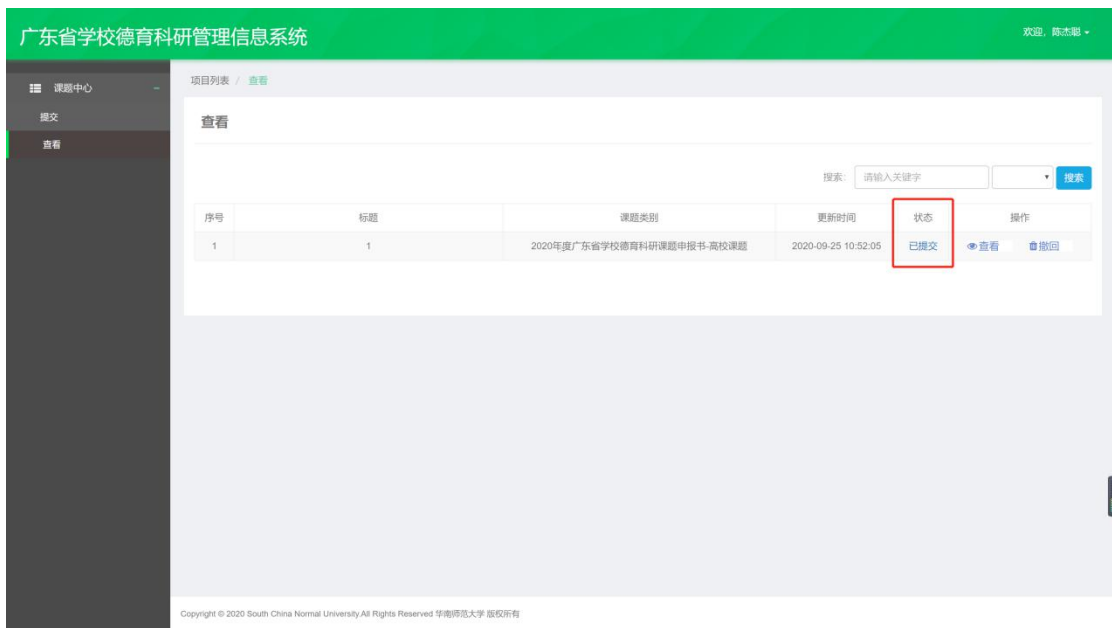 广东省学校德育科研管理信息系统
欢迎，陈杰聪
课题中心
提交
查看
项目列表 / 查看
查看
搜索： 请输入关键字 搜索
序号 标题 课题类别 更新时间 状态 操作
1 1 2020年度广东省学校德育科研课题申报书-高校课题 2020-09-25 10:52:05 已提交 查看 撤回
Copyright © 2020 South China Normal University.All Rights Reserved 华南师范大学 版权所有